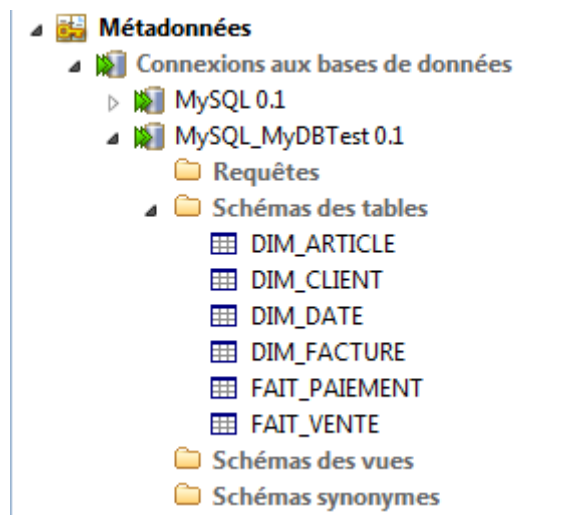 Métadonnées
Connexions aux bases de données
MySQL 0.1
MySQL_MyDBTest 0.1
Requêtes
Schémas des tables
DIM_ARTICLE
DIM_CLIENT
DIM_DATE
DIM_FACTURE
FAIT_PAIEMENT
FAIT_VENTE
Schémas des vues
Schémas synonymes